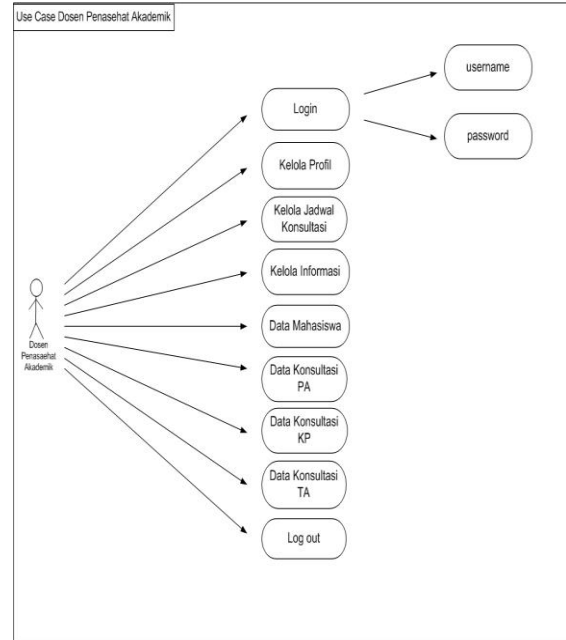 Use Case Dosen Penasehat Akademik
username
Login
password
Kelola Profil
Kelola Jadwal
Konsultasi
Kelola Informasi
Data Mahasiswa
Dosen
Penasaehat
Akademik
Data Konsultasi
PA
Data Konsultasi
KP
Data Konsultasi
TA
Log out